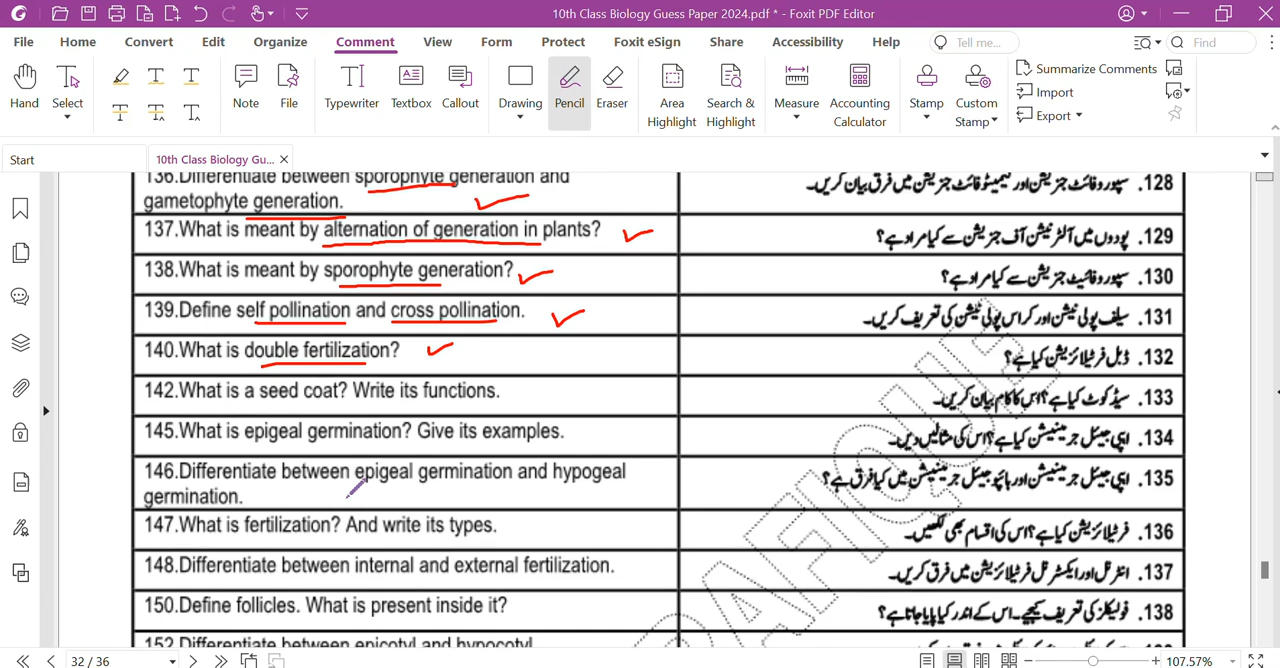 10th Class Biology Guess Paper 2024.pdf * - Foxit PDF Editor
File Home Convert Edit Organize Comment View Form Protect Foxit eSign Share Accessibility Help Tell me... Find
Hand Select Note File Typewriter Textbox Callout Drawing Pencil Eraser Area Highlight Search & Highlight Measure Accounting Calculator Stamp Custom Stamp
Summarize Comments
Import
Export
Start 10th Class Biology Gu...
136.Differentiate between sporophyte generation and
gametophyte generation.
128. سپوروفائٹ جنریشن اور گیمیٹوفائٹ جنریشن میں فرق بیان کریں۔
137.What is meant by alternation of generation in plants?
129. پودوں میں آلٹرنیشن آف جنریشن سے کیا مراد ہے؟
138.What is meant by sporophyte generation?
130. سپوروفائیٹ جنریشن سے کیا مراد ہے؟
139.Define self pollination and cross pollination.
131. سیلف پولی نیشن اور کراس پولی نیشن کی تعریف کریں۔
140.What is double fertilization?
132. ڈبل فرٹیلائزیشن کیا ہے؟
142.What is a seed coat? Write its functions.
133. سیڈ کوٹ کیا ہے؟ اس کا کام بیان کریں۔
145.What is epigeal germination? Give its examples.
134. اپی جیئل جرمینیشن کیا ہے؟ اس کی مثالیں دیں۔
146.Differentiate between epigeal germination and hypogeal
germination.
135. اپی جیئل جرمینیشن اور ہائپوجیئل جرمینیشن میں کیا فرق ہے؟
147.What is fertilization? And write its types.
136. فرٹیلائزیشن کیا ہے؟ اس کی اقسام بھی لکھیں۔
148.Differentiate between internal and external fertilization.
137. انٹرنل اور ایکسٹرنل فرٹیلائزیشن میں فرق کریں۔
150.Define follicles. What is present inside it?
138. فولیکلز کی تعریف کیجیے۔ اس کے اندر کیا پایا جاتا ہے؟
152.Differentiate between epicotyl and hypocotyl
32 / 36
107.57%